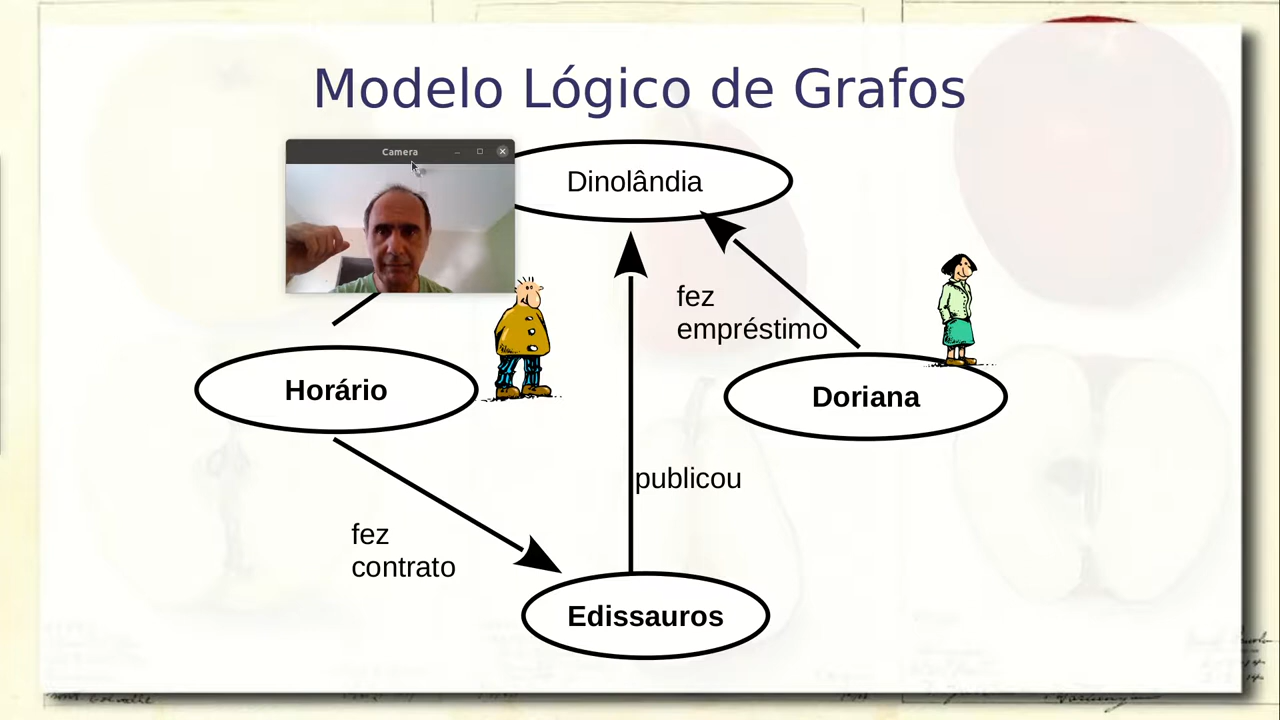 Modelo Lógico de Grafos
Camera
Dinolândia
fez
empréstimo
Horário
Doriana
publicou
fez
contrato
Edissauros